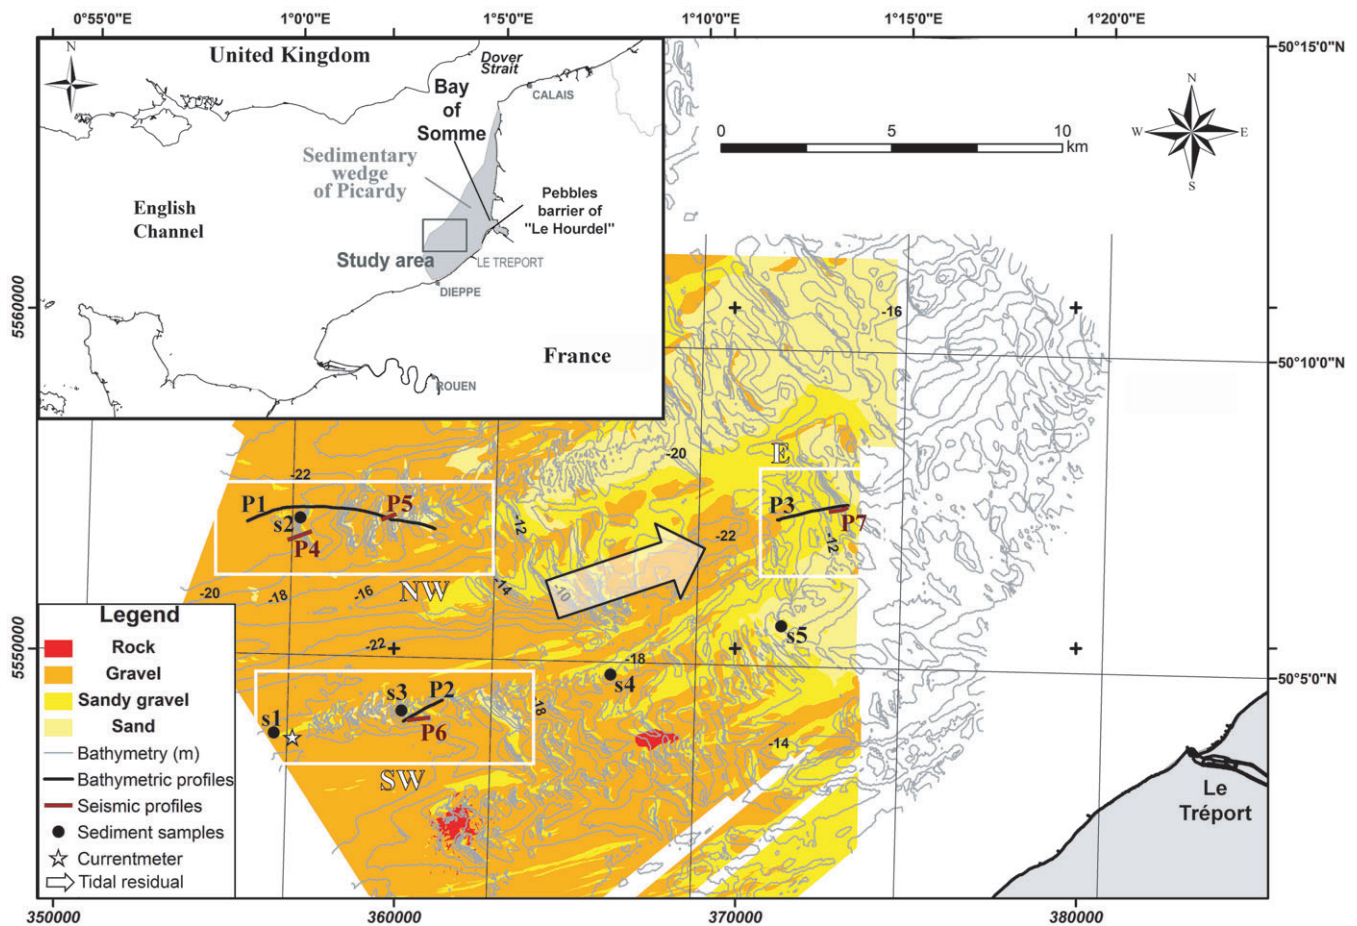 0°55'0"E
1°0'0"E
1°5'0"E
1°10'0"E
1°15'0"E
1°20'0"E
N
United Kingdom
Dover
Strait
CALAIS
Bay
of
Somme
Sedimentary
wedge
of Picardy
English
Channel
Pebbles
barrier of
"Le Hourdel"
Study area
LE TREPORT
DIEPPE
France
ROUEN
0
5
10
km
N
W
E
S
50°15'0"N
5560000
-16
50°10'0"N
-20
E
-22
P1
P5
s2
P4
-12
P3
P7
-12
-22
NW
-14
-10
-20
-18
-16
s5
5550000
-22
-18
s4
50°5'0"N
s3
P2
s1
P6
-18
SW
-14
Le
Tréport
Legend
Rock
Gravel
Sandy gravel
Sand
Bathymetry (m)
Bathymetric profiles
Seismic profiles
Sediment samples
Currentmeter
Tidal residual
350000
360000
370000
380000